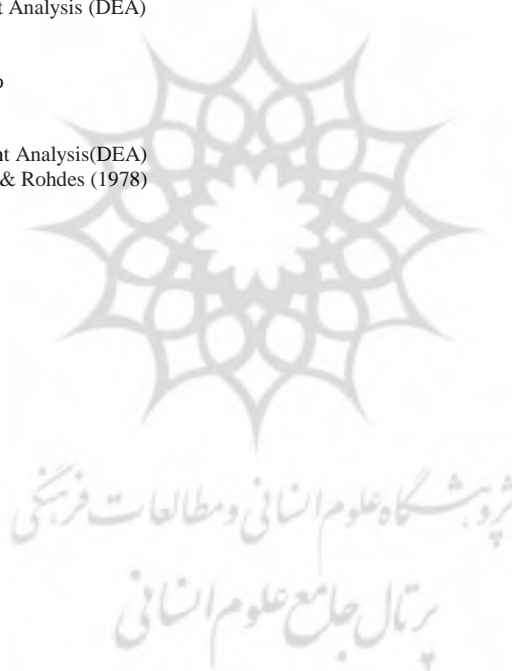 t Analysis (DEA)
nt Analysis(DEA)
& Rohdes (1978)
پژوهشگاه علوم انسانی و مطالعات فرهنگی
پرتال جامع علوم انسانی